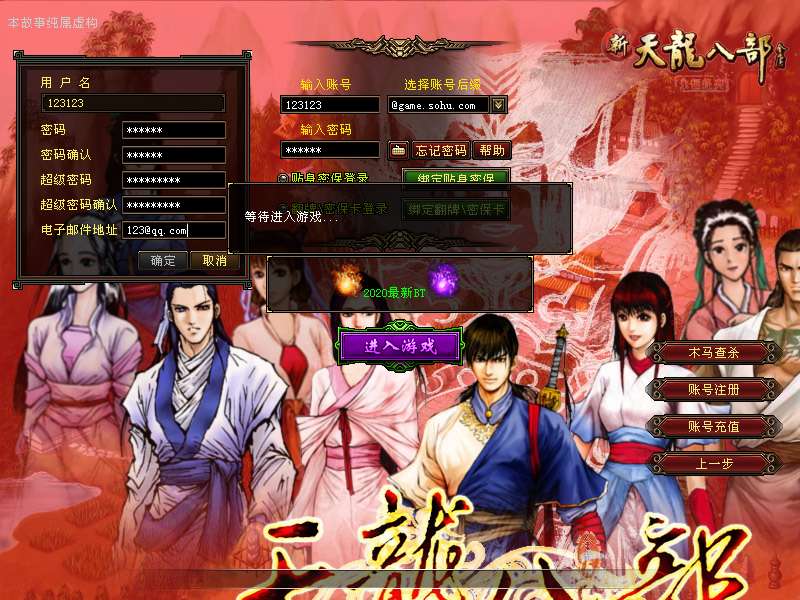 本故事纯属虚构
新天龍八部
用 户 名
123123
密码
******
密码确认
******
超级密码
*********
超级密码确认
*********
电子邮件地址
123@qq.com
确定
取消
输入账号
选择账号后缀
123123
@game.sohu.com
输入密码
******
忘记密码
帮助
贴身密保登录
绑定贴身密保
翻牌\密保卡登录
绑定翻牌\密保卡
等待进入游戏...
2020最新BT
进入游戏
木马查杀
账号注册
账号充值
上一步
天龍八部